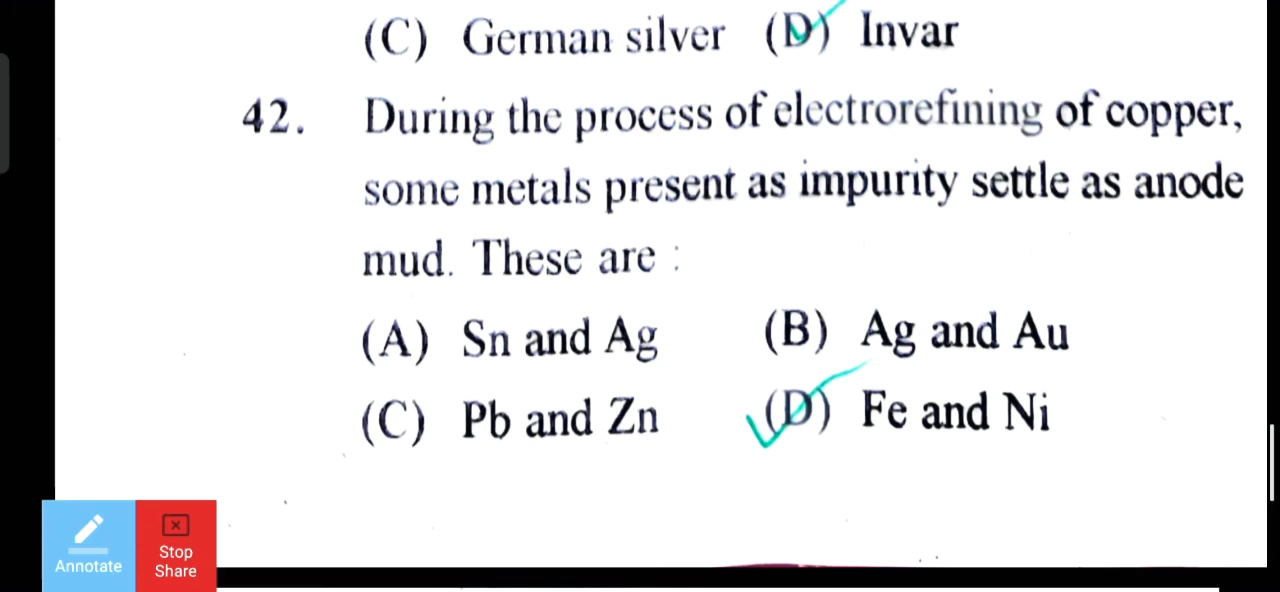 (C) German silver (D) Invar
42. During the process of electrorefining of copper,
some metals present as impurity settle as anode
mud. These are :
(A) Sn and Ag (B) Ag and Au
(C) Pb and Zn (D) Fe and Ni
Annotate
Stop
Share